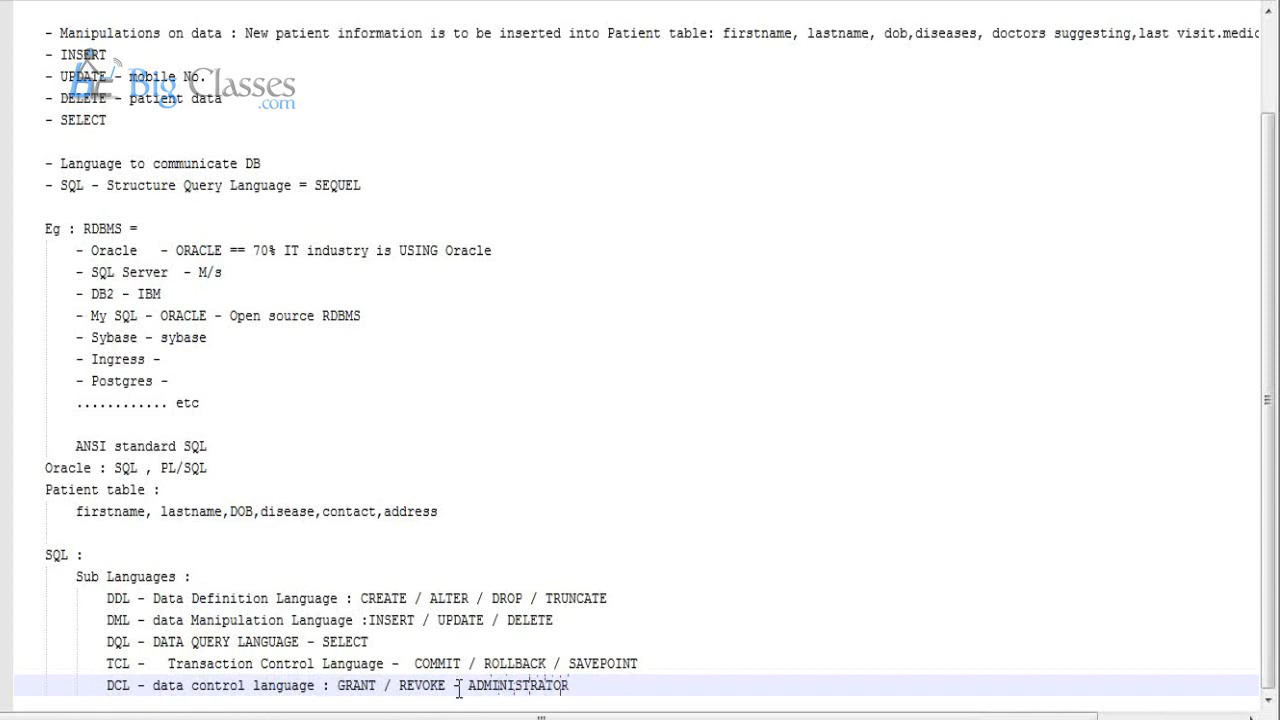 - Manipulations on data : New patient information is to be inserted into Patient table: firstname, lastname, dob,diseases, doctors suggesting,last visit.medic
- INSERT
- UPDATE - mobile No.
Big Classes
.com
- DELETE - patient data
- SELECT
- Language to communicate DB
- SQL - Structure Query Language = SEQUEL
Eg : RDBMS =
- Oracle - ORACLE == 70% IT industry is USING Oracle
- SQL Server - M/s
- DB2 - IBM
- My SQL - ORACLE - Open source RDBMS
- Sybase - sybase
- Ingress -
- Postgres -
............ etc
ANSI standard SQL
Oracle : SQL , PL/SQL
Patient table :
firstname, lastname,DOB,disease,contact,address
SQL :
Sub Languages :
DDL - Data Definition Language : CREATE / ALTER / DROP / TRUNCATE
DML - data Manipulation Language :INSERT / UPDATE / DELETE
DQL - DATA QUERY LANGUAGE - SELECT
TCL - Transaction Control Language - COMMIT / ROLLBACK / SAVEPOINT
DCL - data control language : GRANT / REVOKE - ADMINISTRATOR